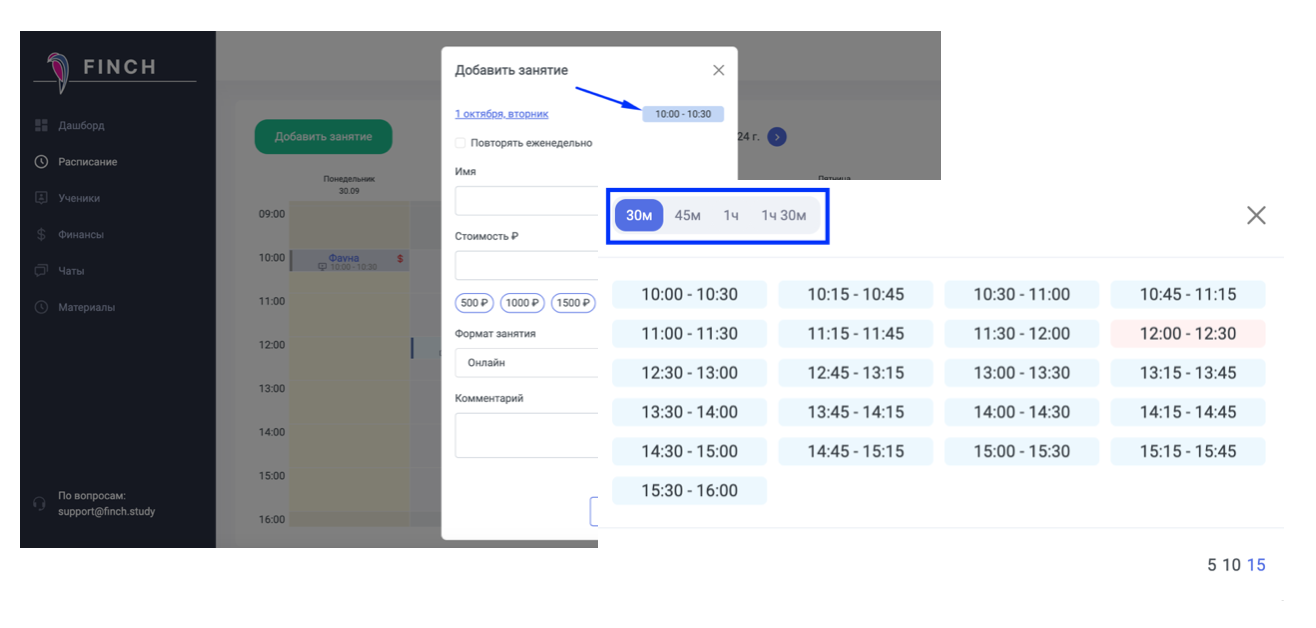 FINCH
Дашборд
Расписание
Ученики
Финансы
Чаты
Материалы
По вопросам:
support@finch.study
Добавить занятие
24 г.
Понедельник
30.09
Пятница
09:00
10:00
Фауна $
10:00 - 10:30
11:00
12:00
13:00
14:00
15:00
16:00
Добавить занятие
1 октября, вторник 10:00 - 10:30
Повторять еженедельно
Имя
Стоимость ₽
500 ₽ 1000 ₽ 1500 ₽
Формат занятия
Онлайн
Комментарий
30м 45м 1ч 1ч 30м
10:00 - 10:30 10:15 - 10:45 10:30 - 11:00 10:45 - 11:15
11:00 - 11:30 11:15 - 11:45 11:30 - 12:00 12:00 - 12:30
12:30 - 13:00 12:45 - 13:15 13:00 - 13:30 13:15 - 13:45
13:30 - 14:00 13:45 - 14:15 14:00 - 14:30 14:15 - 14:45
14:30 - 15:00 14:45 - 15:15 15:00 - 15:30 15:15 - 15:45
15:30 - 16:00
5 10 15